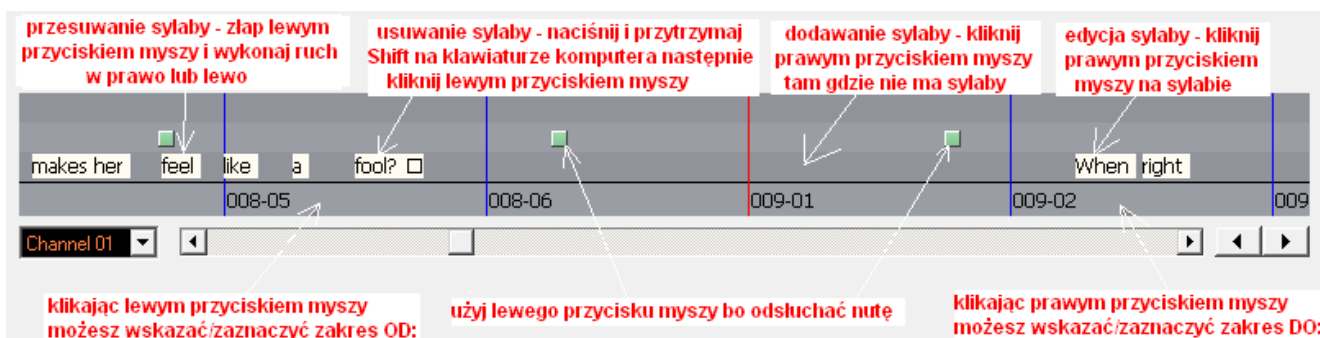 przesuwanie sylaby - złap lewym
przyciskiem myszy i wykonaj ruch
w prawo lub lewo
usuwanie sylaby - naciśnij i przytrzymaj
Shift na klawiaturze komputera następnie
kliknij lewym przyciskiem myszy
dodawanie sylaby - kliknij
prawym przyciskiem myszy
tam gdzie nie ma sylaby
edycja sylaby - kliknij
prawym przyciskiem
myszy na sylabie
makes her feel like a fool? □ When right
008-05 008-06 009-01 009-02 009
Channel 01
klikając lewym przyciskiem myszy
możesz wskazać/zaznaczyć zakres OD:
użyj lewego przycisku myszy bo odsłuchać nutę
klikając prawym przyciskiem myszy
możesz wskazać/zaznaczyć zakres DO: